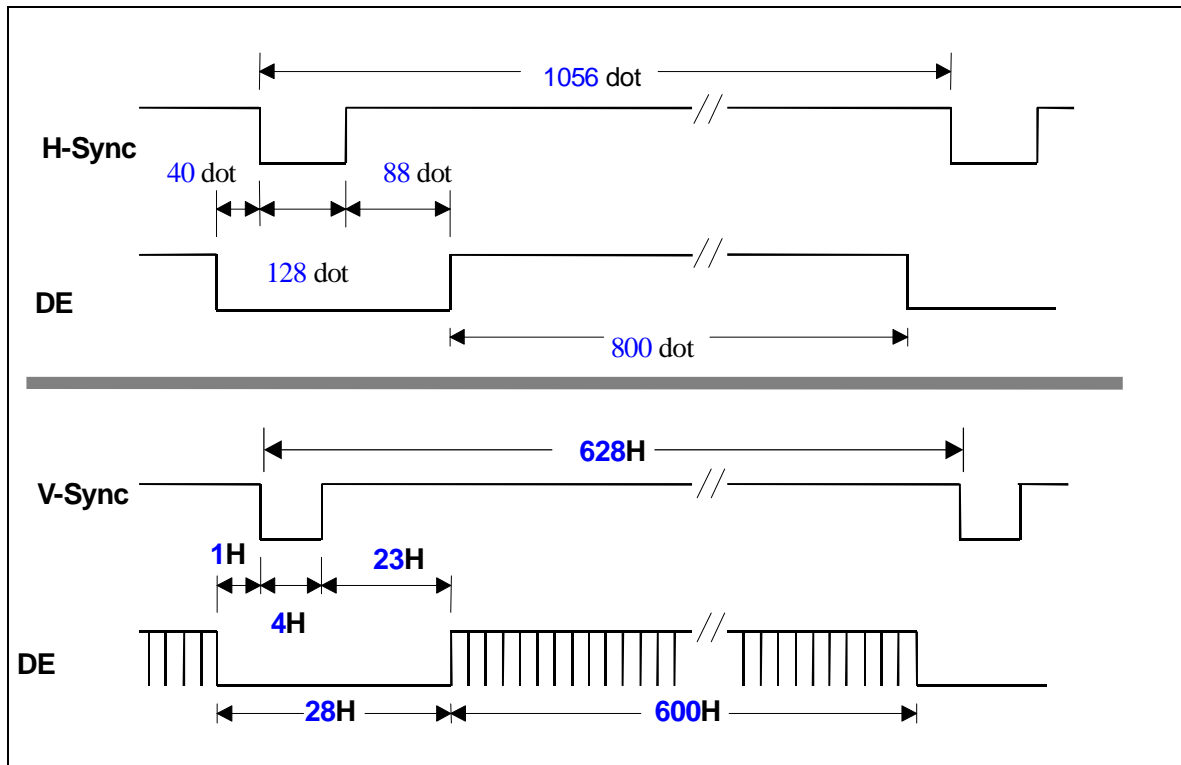 1056 dot
H-Sync
40 dot
88 dot
128 dot
DE
800 dot
628H
V-Sync
1H
23H
4H
DE
28H
600H